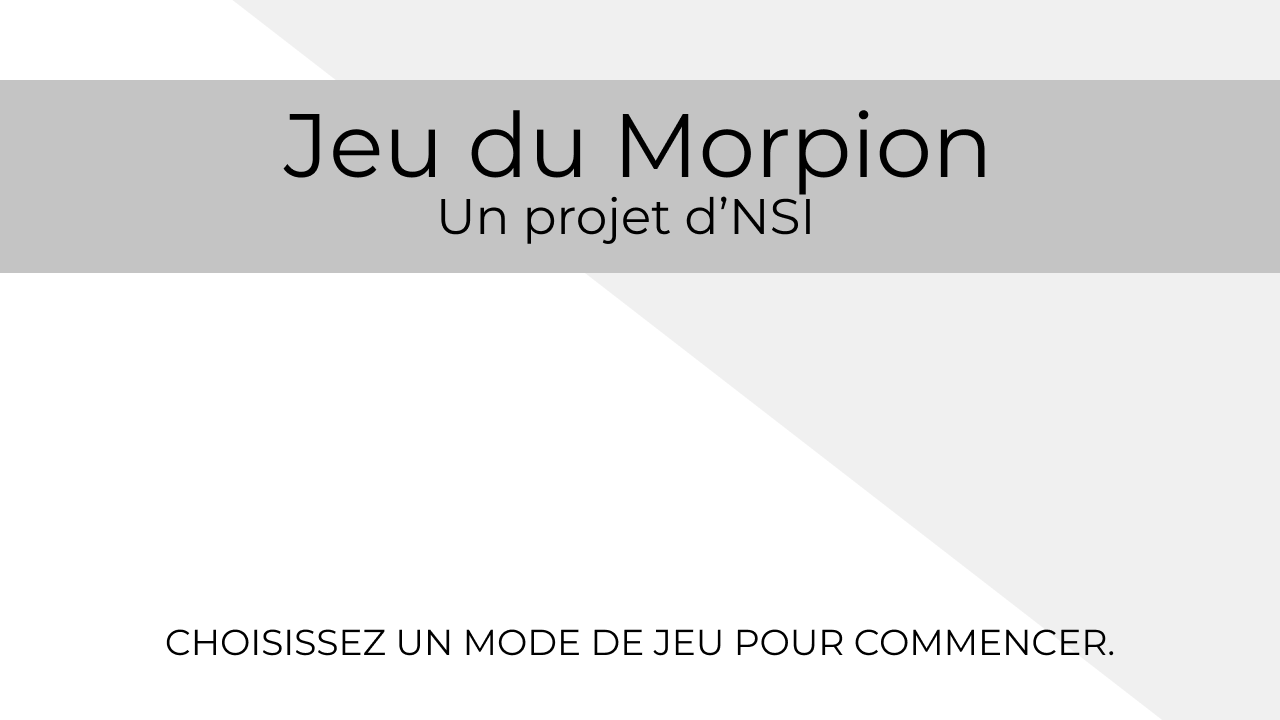 Jeu du Morpion
Un projet d’NSI
CHOISISSEZ UN MODE DE JEU POUR COMMENCER.